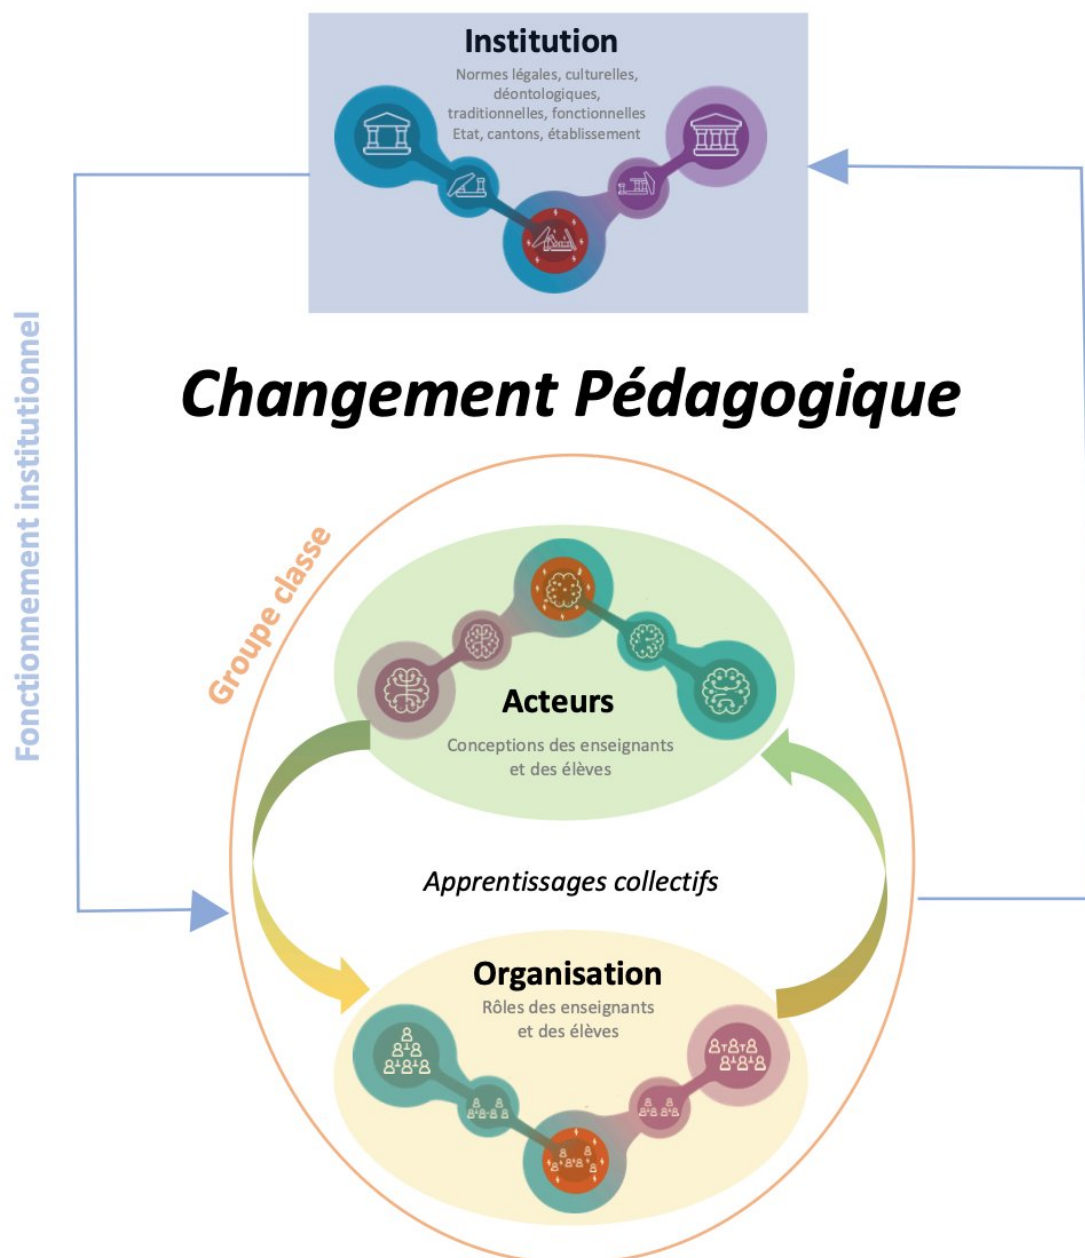 Institution
Normes légales, culturelles,
déontologiques,
traditionnelles, fonctionnelles
Etat, cantons, établissement
Fonctionnement institutionnel
Changement Pédagogique
Groupe classe
Acteurs
Conceptions des enseignants
et des élèves
Apprentissages collectifs
Organisation
Rôles des enseignants
et des élèves